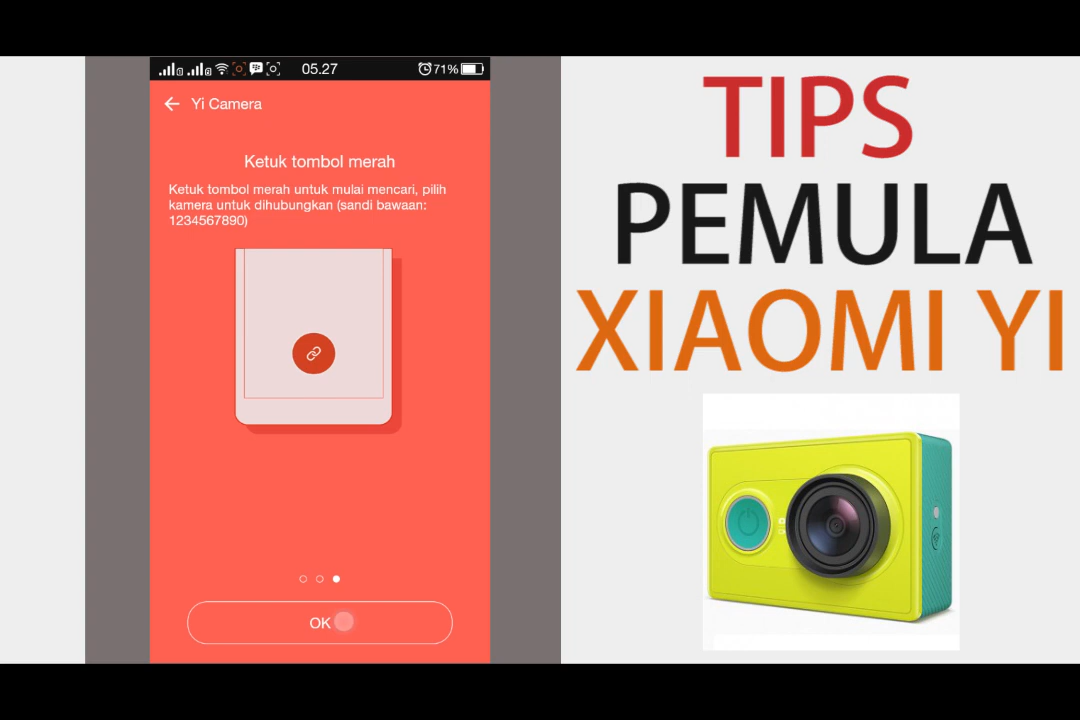 05.27
71%
Yi Camera
Ketuk tombol merah
Ketuk tombol merah untuk mulai mencari, pilih
kamera untuk dihubungkan (sandi bawaan:
1234567890)
OK
TIPS
PEMULA
XIAOMI YI